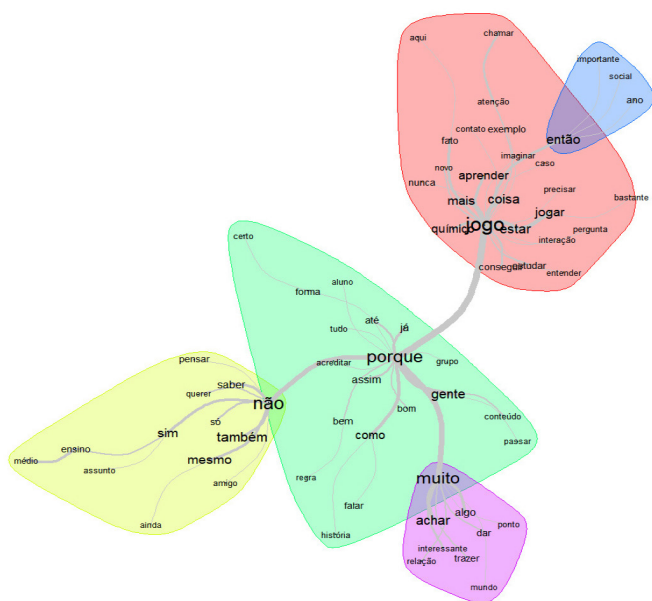 chamar
aqui
importante
social
ano
atenção
contato exemplo
fato
então
imaginar
caso
novo
aprender
nunca
precisar
mais coisa
bastante
jogar
jogo
químico
estar
pergunta
interação
certo
conseguir
estudar
entender
aluno
forma
até
já
tudo
porque
pensar
acreditar
grupo
assim
saber
querer
gente
não
bom
só
bem
conteúdo
sim
também
como
ensino
passar
médio
assunto
mesmo
regra
muito
amigo
falar
algo
achar
ponto
ainda
história
dar
interessante
relação
trazer
mundo